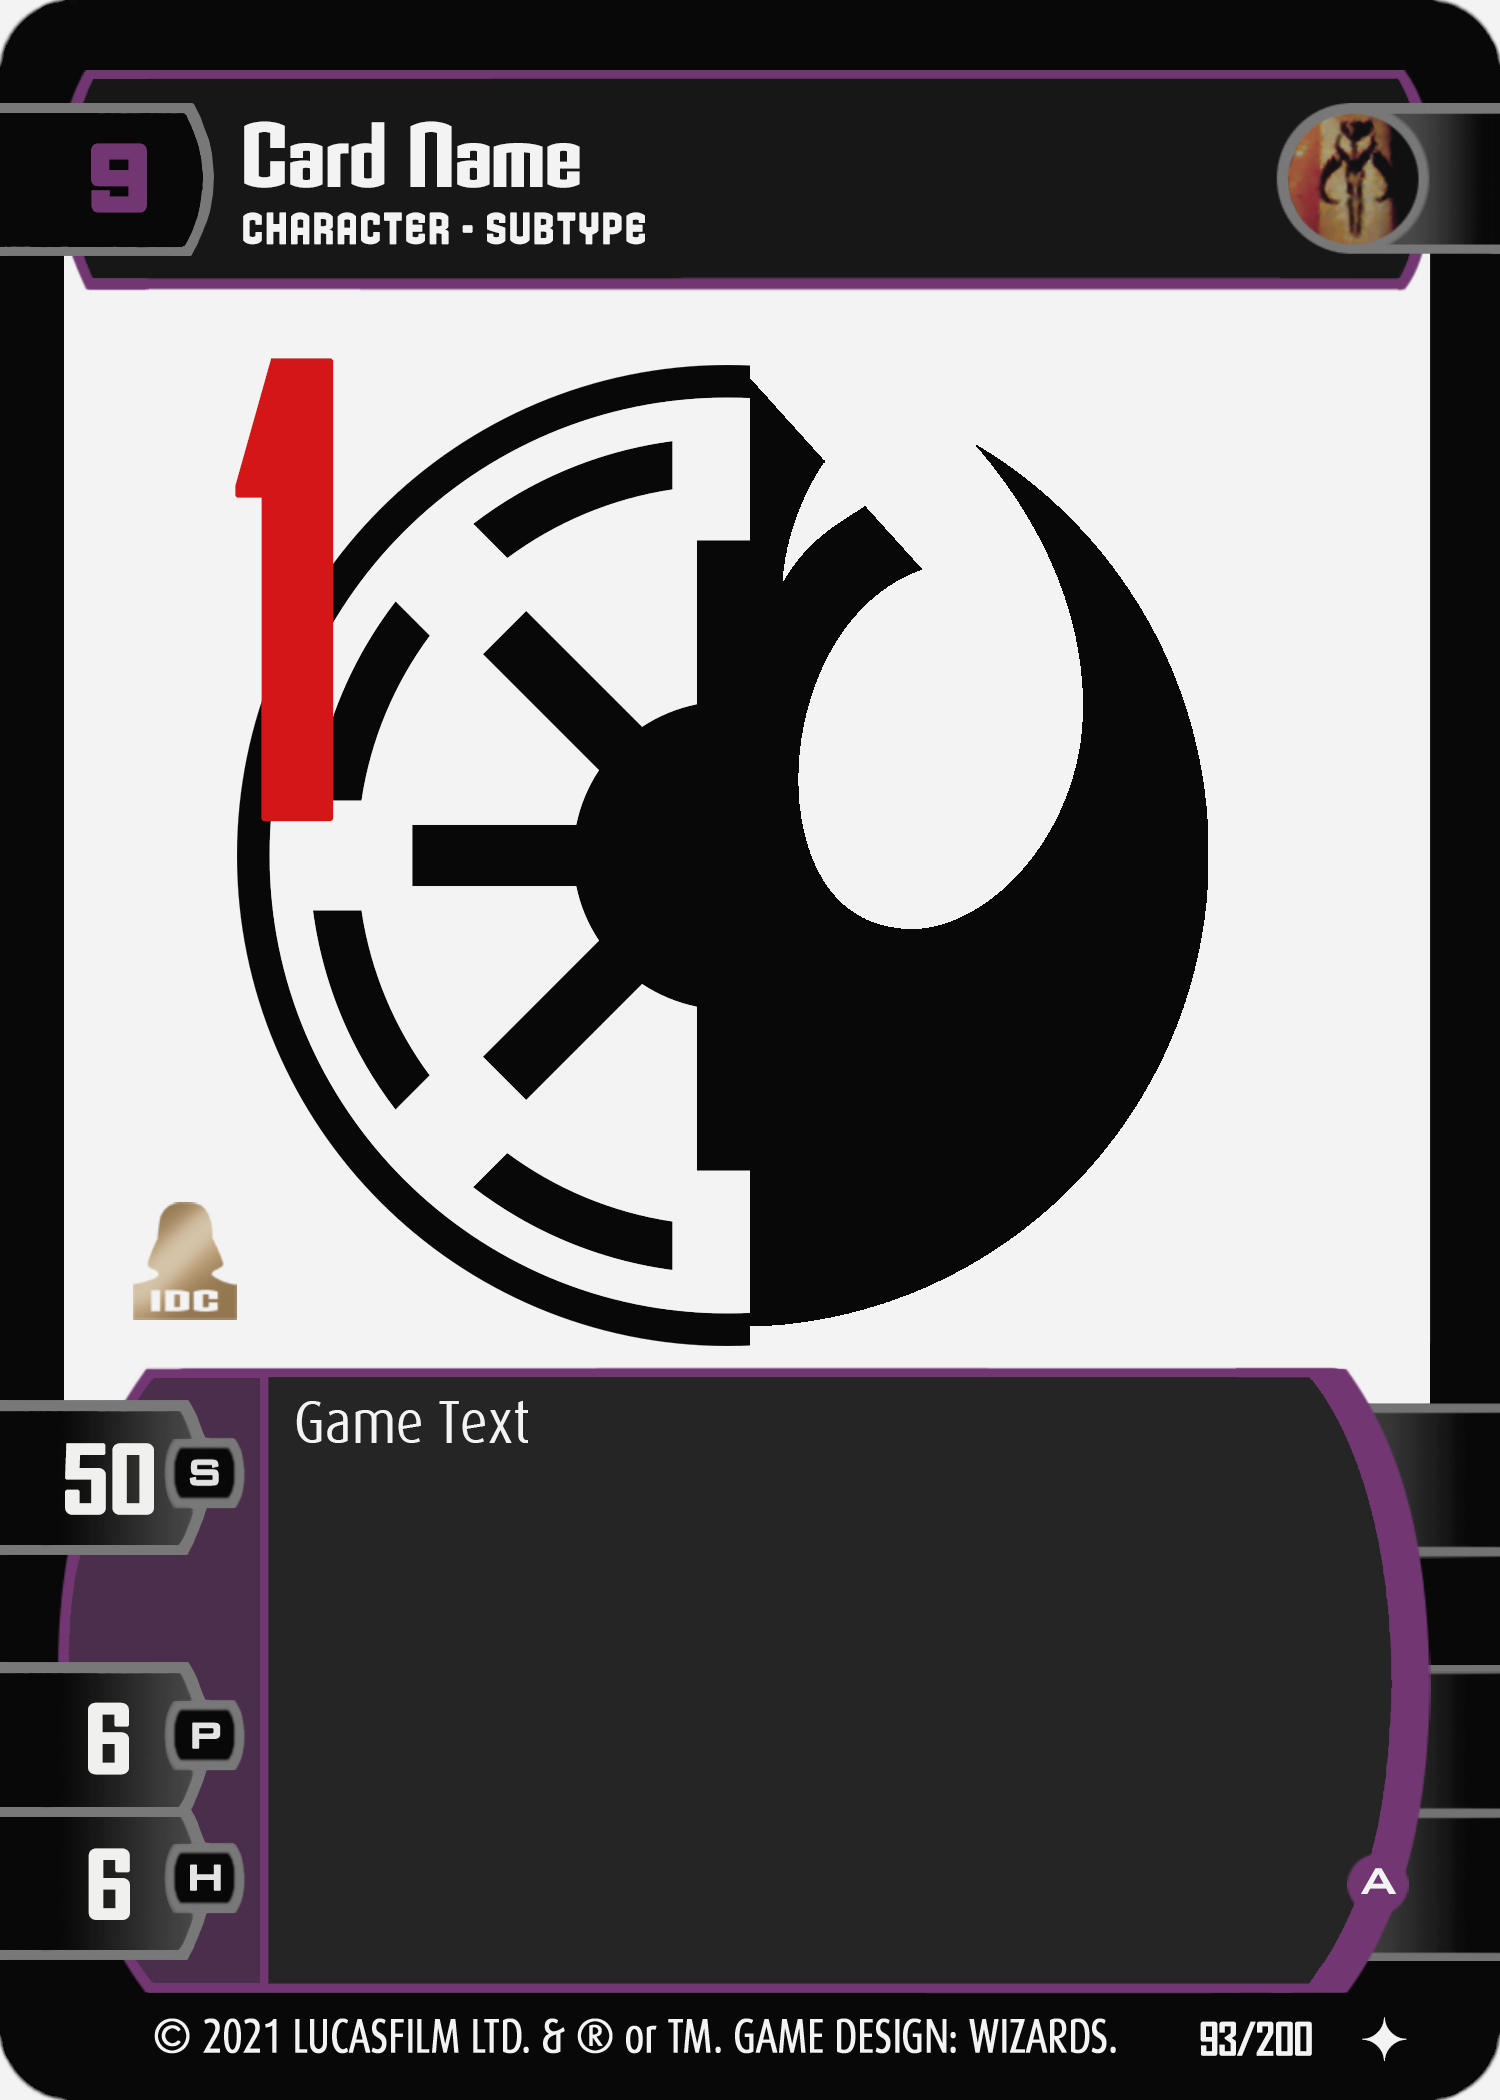 9
Card Name
CHARACTER - SUBTYPE
1
IDC
50 S
Game Text
6 P
6 H
A
© 2021 LUCASFILM LTD. & ® or TM. GAME DESIGN: WIZARDS.
93/200